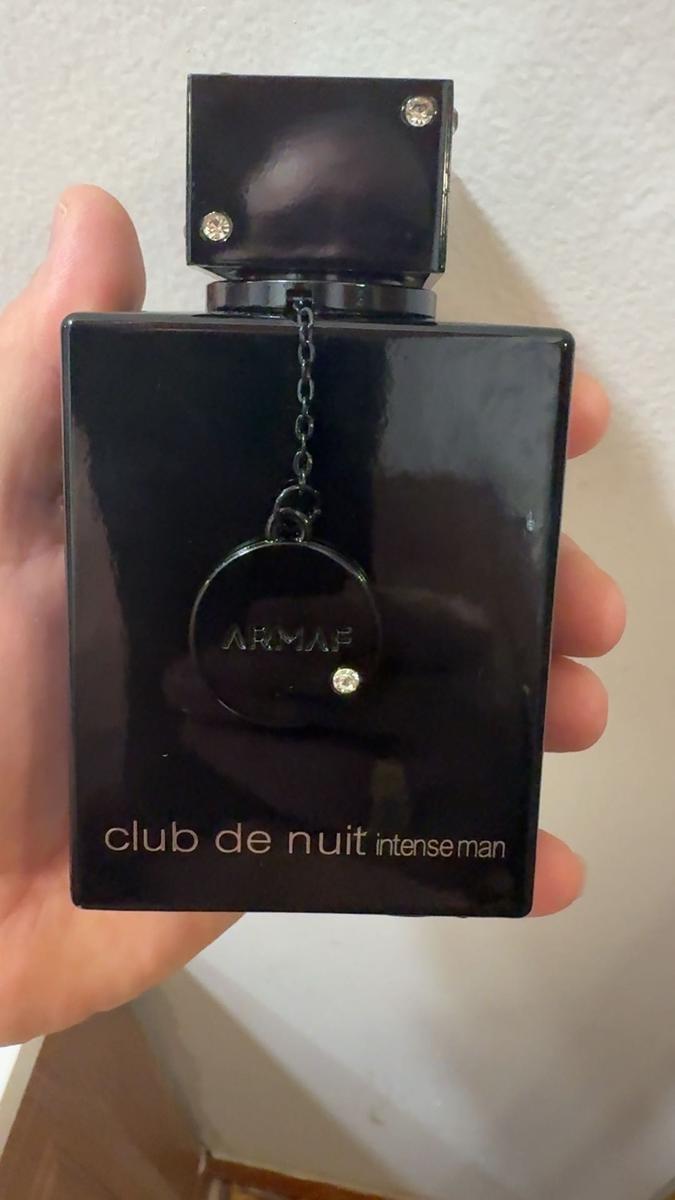 ARMAF
club de nuit intense man